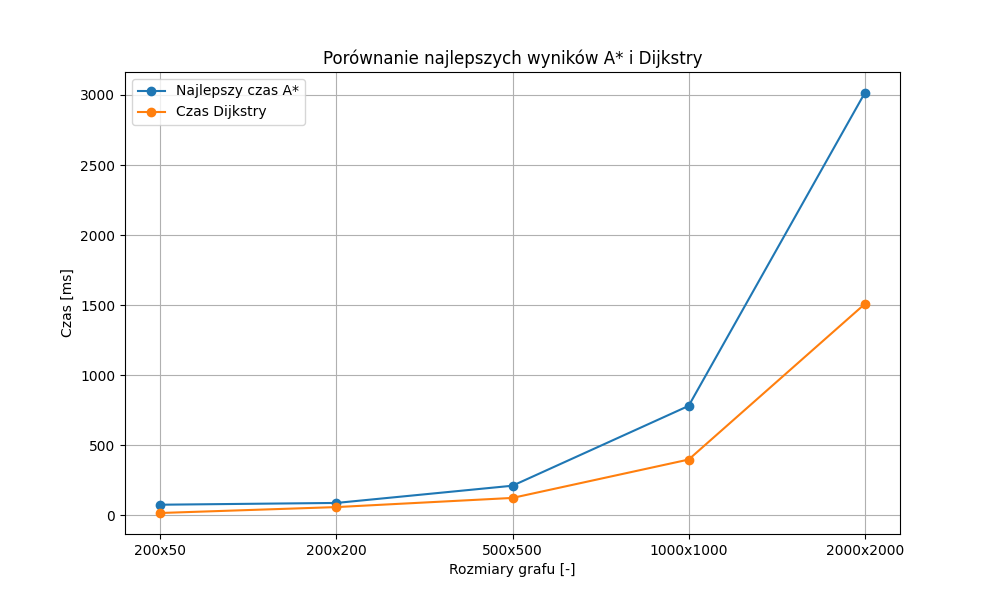 Porównanie najlepszych wyników A* i Dijkstry
Najlepszy czas A*
Czas Dijkstry
3000
2500
2000
1500
1000
500
0
Czas [ms]
200x50 200x200 500x500 1000x1000 2000x2000
Rozmiary grafu [-]